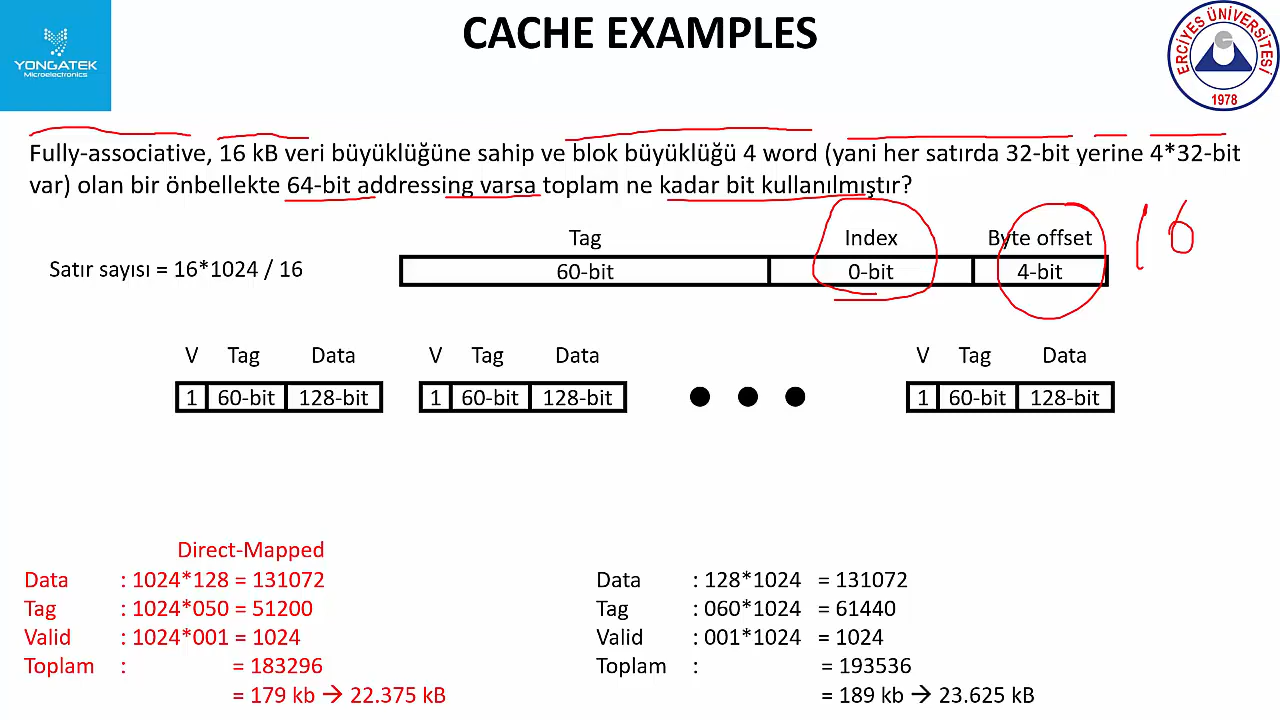 CACHE EXAMPLES
YONGATEK
Microelectronics
ERCİYES ÜNİVERSİTESİ
1978
Fully-associative, 16 kB veri büyüklüğüne sahip ve blok büyüklüğü 4 word (yani her satırda 32-bit yerine 4*32-bit
var) olan bir önbellekte 64-bit addressing varsa toplam ne kadar bit kullanılmıştır?
16
Tag Index Byte offset
Satır sayısı = 16*1024 / 16
60-bit 0-bit 4-bit
V Tag Data V Tag Data V Tag Data
1 60-bit 128-bit 1 60-bit 128-bit 1 60-bit 128-bit
Direct-Mapped
Data : 1024*128 = 131072
Tag : 1024*050 = 51200
Valid : 1024*001 = 1024
Toplam : = 183296
= 179 kb → 22.375 kB
Data : 128*1024 = 131072
Tag : 060*1024 = 61440
Valid : 001*1024 = 1024
Toplam : = 193536
= 189 kb → 23.625 kB